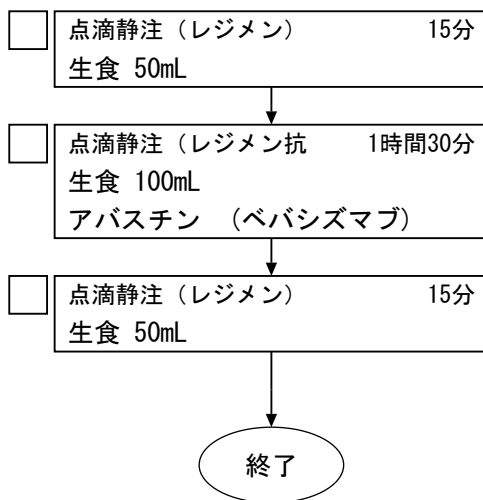 点滴静注（レジメン） 15分
生食 50mL
点滴静注（レジメン抗 1時間30分
生食 100mL
アバスチン （ベバシズマブ）
点滴静注（レジメン） 15分
生食 50mL
終了